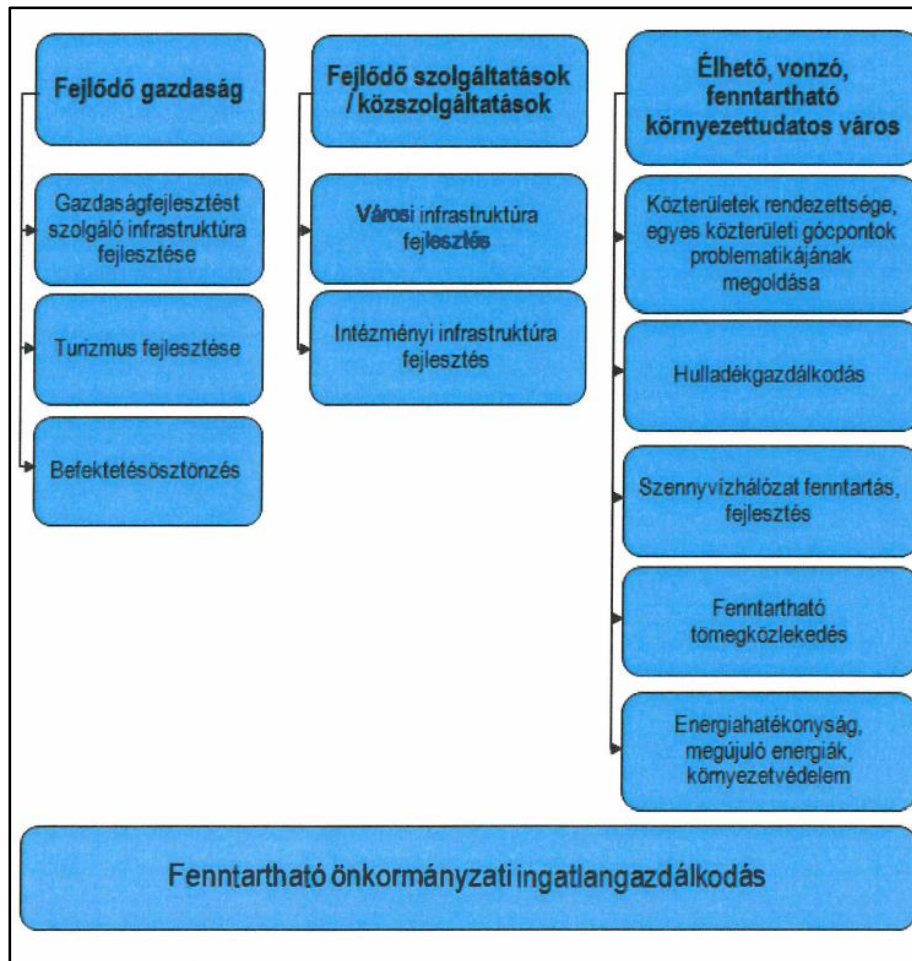 Fejlődő gazdaság
Gazdaságfejlesztést
szolgáló infrastruktúra
fejlesztése
Turizmus fejlesztése
Befektetésösztönzés
Fejlődő szolgáltatások
/ közszolgáltatások
Városi infrastruktúra
fejlesztés
Intézményi infrastruktúra
fejlesztés
Élhető, vonzó,
fenntartható
környezettudatos város
Közterületek rendezettsége,
egyes közterületi gócpontok
problematikájának
megoldása
Hulladékgazdálkodás
Szennyvízhálózat fenntartás,
fejlesztés
Fenntartható
tömegközlekedés
Energiahatékonyság,
megújuló energiák,
környezetvédelem
Fenntartható önkormányzati ingatlangazdálkodás